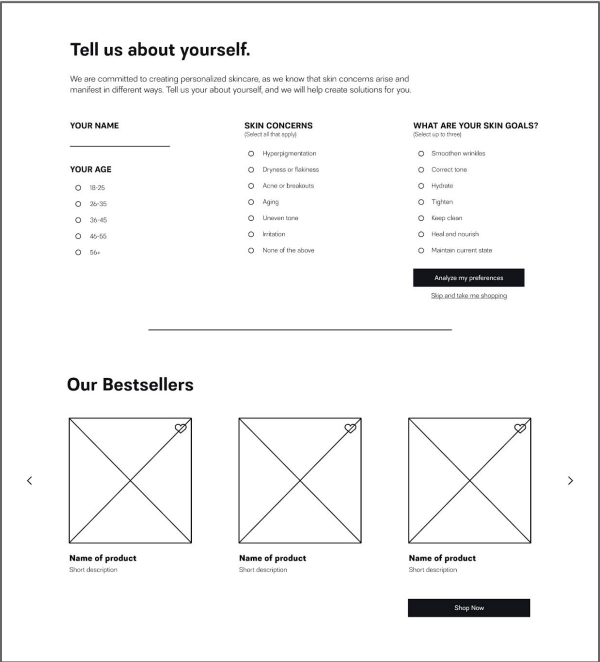 Tell us about yourself.
We are committed to creating personalized skincare, as we know that skin concerns arise and
manifest in different ways. Tell us your about yourself, and we will help create solutions for you.
YOUR NAME
YOUR AGE
18-25
26-35
36-45
46-55
56+
SKIN CONCERNS
(Select all that apply)
Hyperpigmentation
Dryness or flakiness
Acne or breakouts
Aging
Uneven tone
Irritation
None of the above
WHAT ARE YOUR SKIN GOALS?
(Select up to three)
Smoothen wrinkles
Correct tone
Hydrate
Tighten
Keep clean
Heal and nourish
Maintain current state
Analyze my preferences
Skip and take me shopping
Our Bestsellers
Name of product
Short description
Name of product
Short description
Name of product
Short description
Shop Now